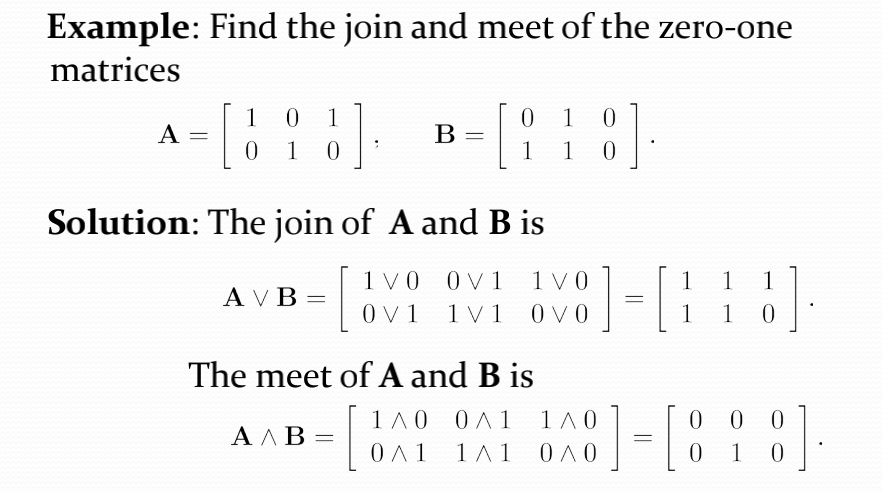 Example: Find the join and meet of the zero-one
matrices
A = [ 1 0 1
0 1 0 ], B = [ 0 1 0
1 1 0 ].
Solution: The join of A and B is
A ∨ B = [ 1 ∨ 0 0 ∨ 1 1 ∨ 0
0 ∨ 1 1 ∨ 1 0 ∨ 0 ] = [ 1 1 1
1 1 0 ].
The meet of A and B is
A ∧ B = [ 1 ∧ 0 0 ∧ 1 1 ∧ 0
0 ∧ 1 1 ∧ 1 0 ∧ 0 ] = [ 0 0 0
0 1 0 ].